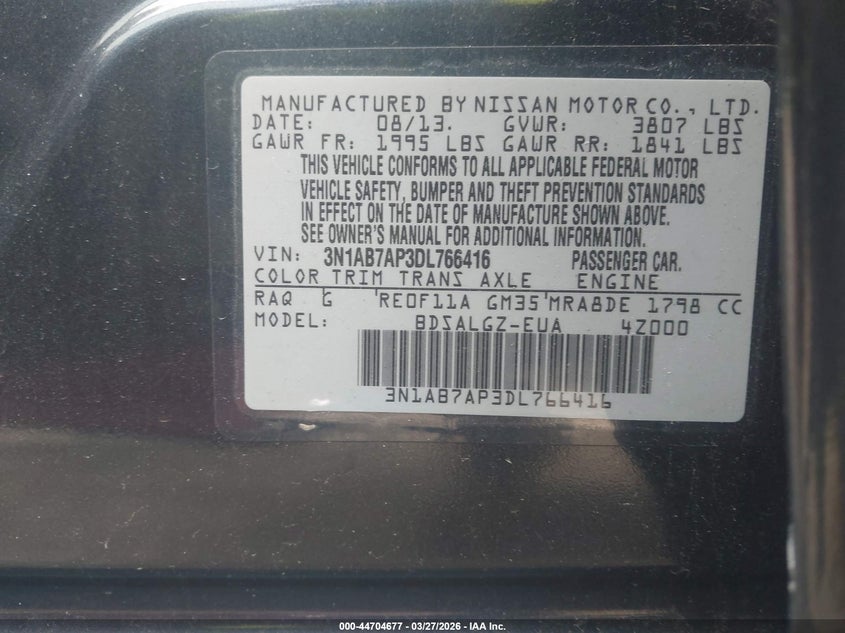 MANUFACTURED BY NISSAN MOTOR CO., LTD.
DATE: 08/13. GVWR: 3807 LBS
GAWR FR: 1995 LBS GAWR RR: 1841 LBS
THIS VEHICLE CONFORMS TO ALL APPLICABLE FEDERAL MOTOR
VEHICLE SAFETY, BUMPER AND THEFT PREVENTION STANDARDS
IN EFFECT ON THE DATE OF MANUFACTURE SHOWN ABOVE.
SEE OWNER'S MANUAL FOR ADDITIONAL INFORMATION.
VIN: 3N1AB7AP3DL766416 PASSENGER CAR.
COLOR TRIM TRANS AXLE ENGINE
RAQ G RE0F11A GM35 MRA8DE 1798 CC
MODEL: BDSALGZ-EUA 4Z000
3N1AB7AP3DL766416
000-44704677 - 03/27/2026 - IAA Inc.